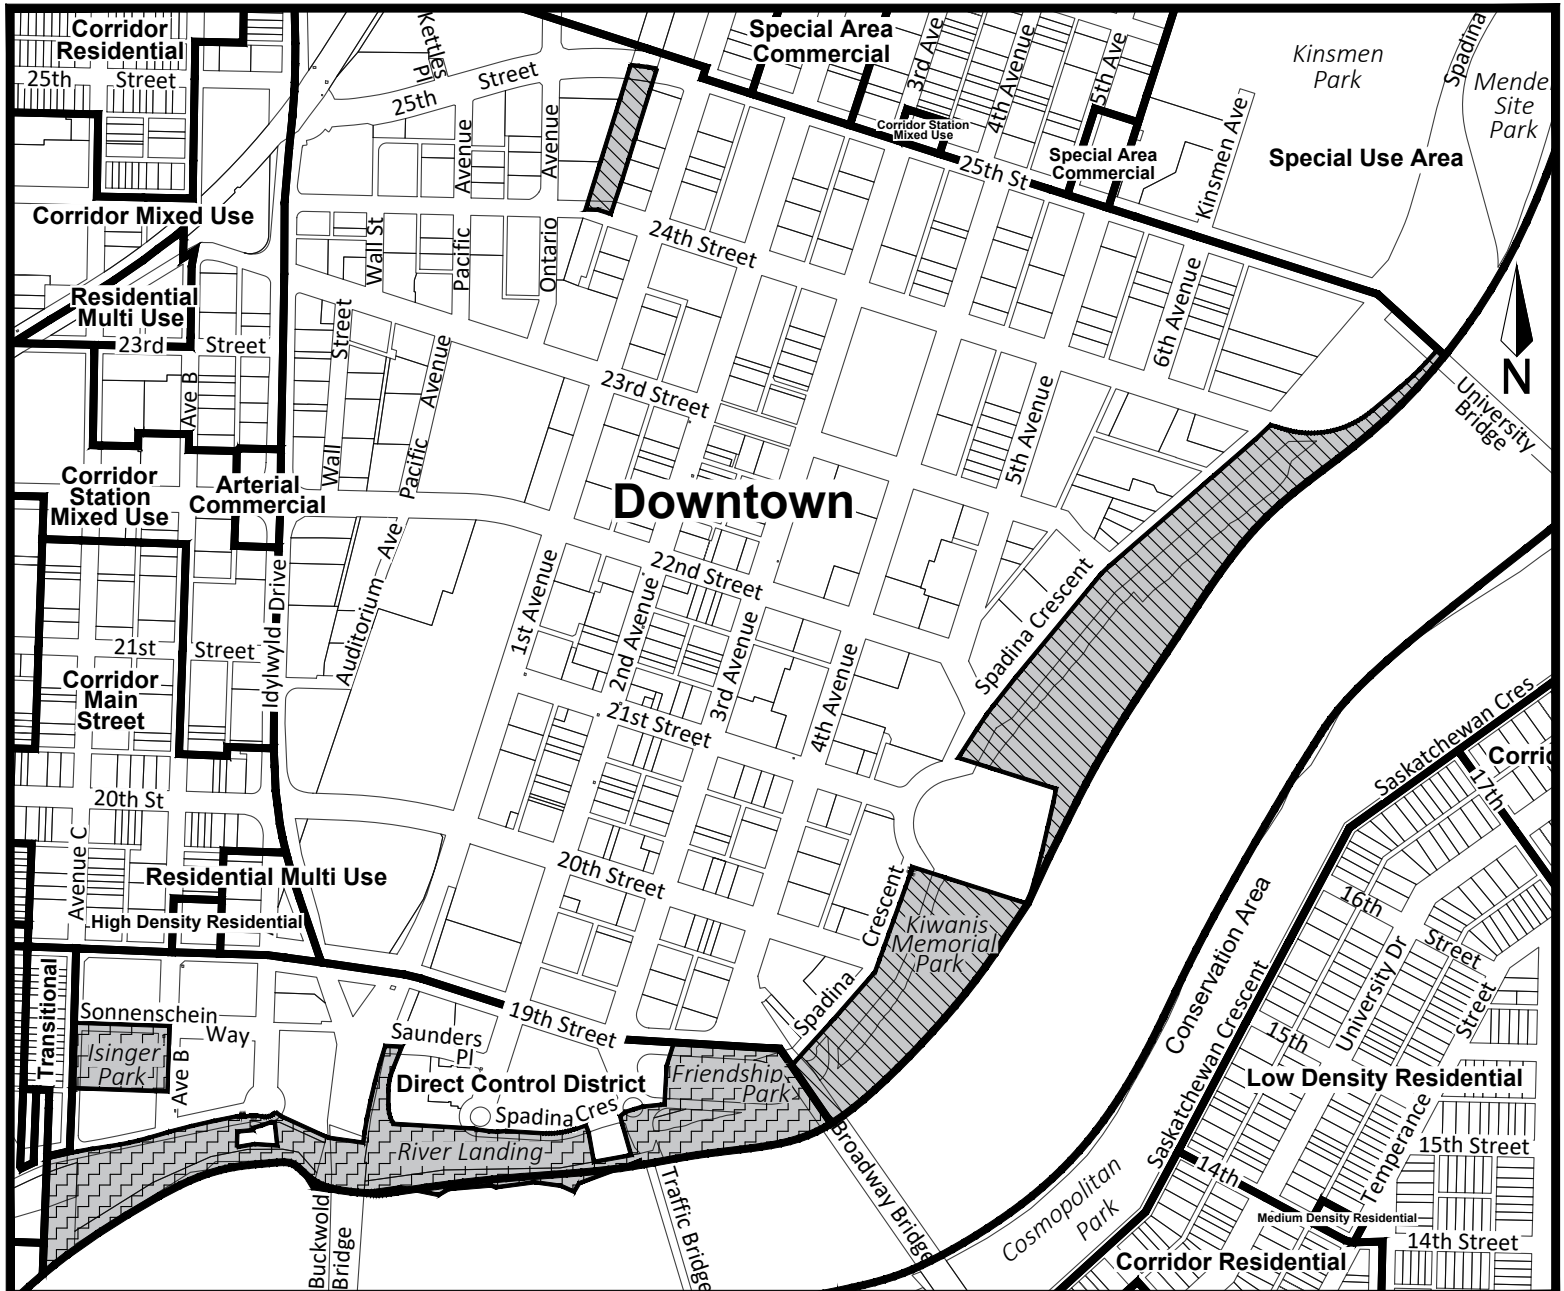 Corridor
Residential
25th Street
Kettles
Pl
25th Street
Special Area
Commercial
3rd Ave
4th Avenue
5th Ave
Kinsmen
Park
Spadina
Site
Park
Corridor Station
Mixed Use
Special Area
Commercial
Kinsmen Ave
Special Use Area
25th St
Avenue
Pacific
Avenue
Ontario
Wall St
Corridor Mixed Use
24th Street
Residential
Multi Use
23rd Street
Ave B
Wall Street
Pacific Avenue
6th Avenue
N
23rd Street
5th Avenue
University
Bridge
Corridor
Station
Mixed Use
Arterial
Commercial
Downtown
Auditorium Ave
Idylwyld Drive
1st Avenue
22nd Street
2nd Avenue
3rd Avenue
4th Avenue
Spadina Crescent
21st Street
Corridor
Main
Street
21st Street
Saskatchewan Cres
17th
20th St
Avenue C
Residential Multi Use
High Density Residential
20th Street
Crescent
Spadina
Kiwanis
Memorial
Park
Conservation Area
16th
Street
University Dr
Transitional
Sonnenschein
Way
Isinger
Park
Ave B
Saunders
Pl
19th Street
Direct Control District
Spadina Cres
Friendship
Park
River Landing
15th
Street
Saskatchewan Crescent
Low Density Residential
Temperance
15th Street
14th
Medium Density Residential
14th Street
Buckwold
Bridge
Traffic Bridge
Broadway Bridge
Cosmopolitan
Park
Corridor Residential